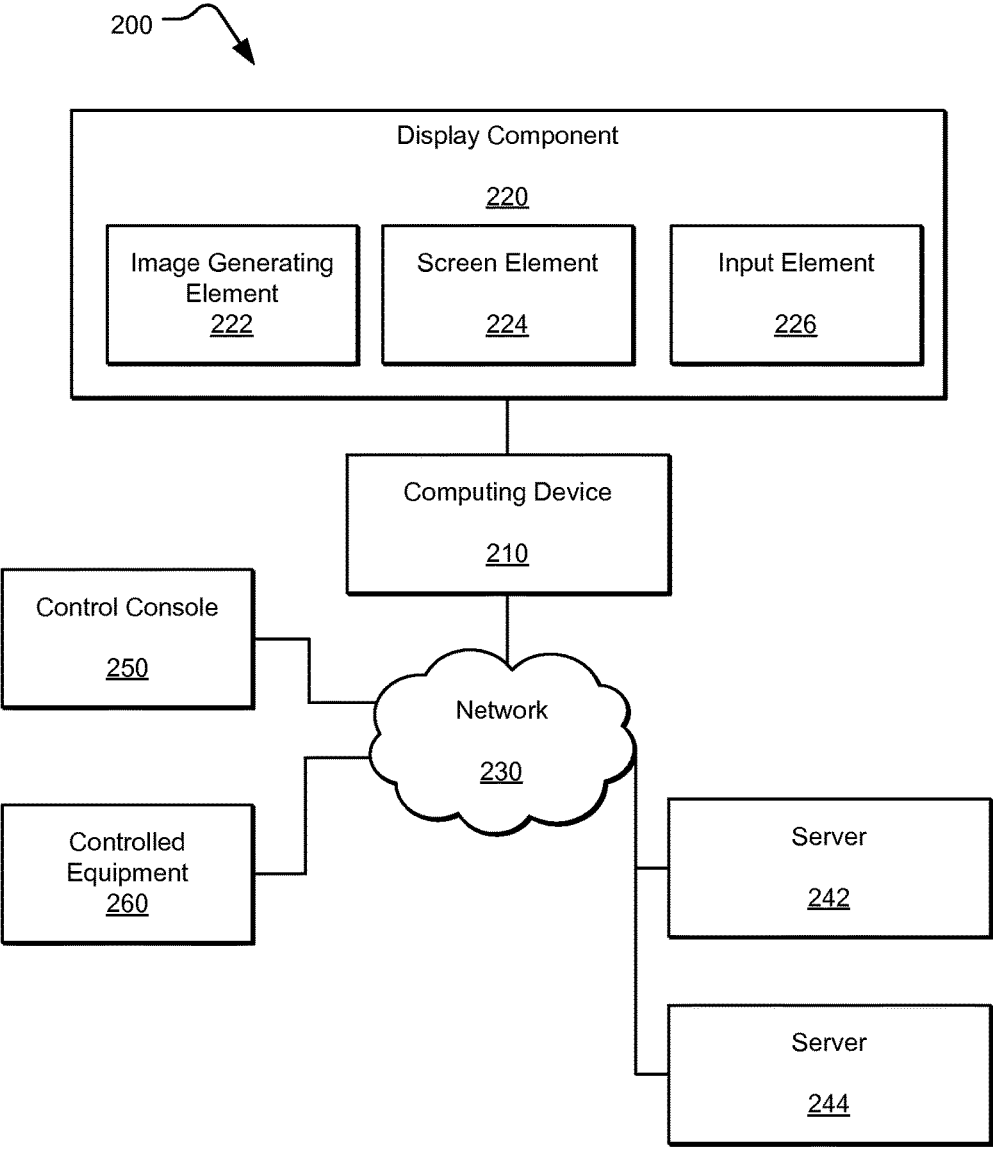 200
Display Component
220
Image Generating
Element
222
Screen Element
224
Input Element
226
Computing Device
210
Control Console
250
Network
230
Controlled
Equipment
260
Server
242
Server
244